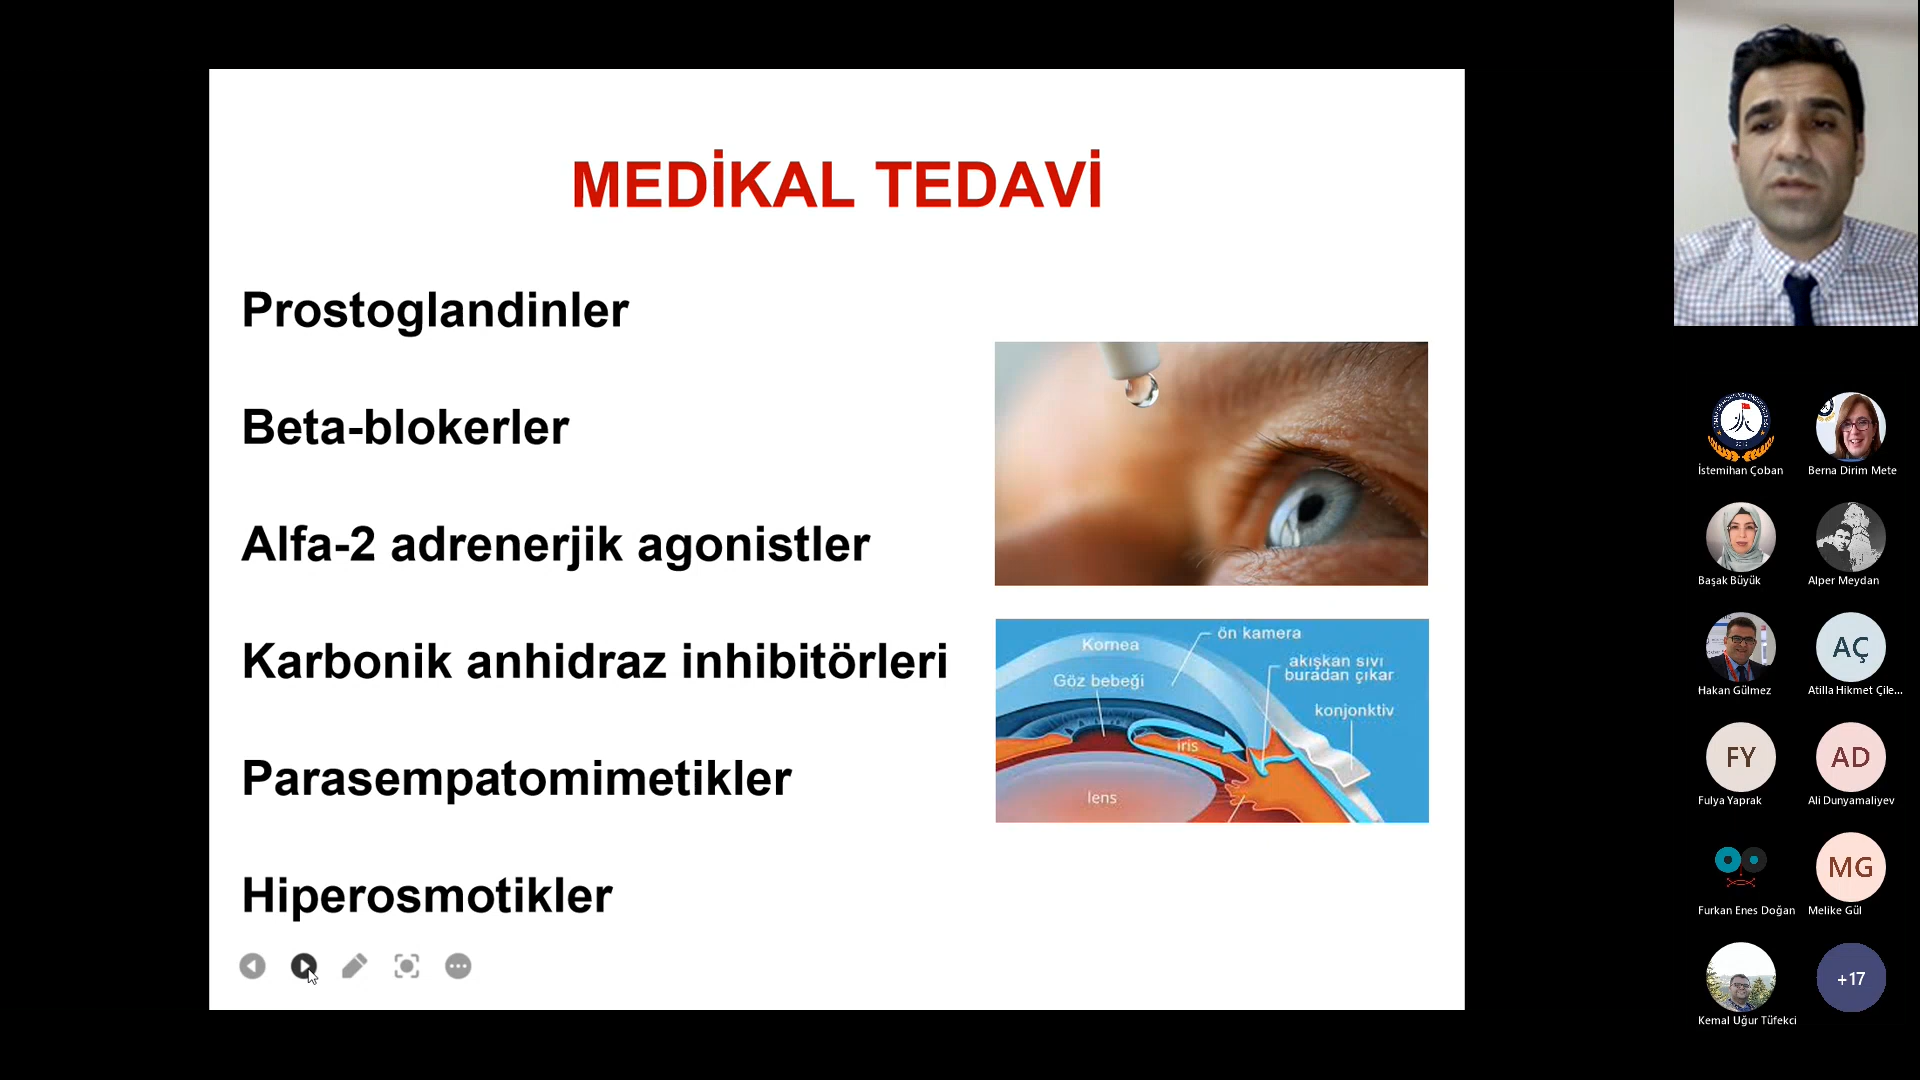 MEDİKAL TEDAVİ
Prostoglandinler
Beta-blokerler
Alfa-2 adrenerjik agonistler
Karbonik anhidraz inhibitörleri
Parasempatomimetikler
Hiperosmotikler
Kornea
ön kamera
Göz bebeği
akışkan sıvı
buradan çıkar
konjonktiv
iris
lens
İstemihan Çoban
Berna Dirim Mete
Başak Büyük
Alper Meydan
Hakan Gülmez
AÇ
Atilla Hikmet Çile...
FY
Fulya Yaprak
AD
Ali Dunyamaliyev
Furkan Enes Doğan
MG
Melike Gül
Kemal Uğur Tüfekci
+17